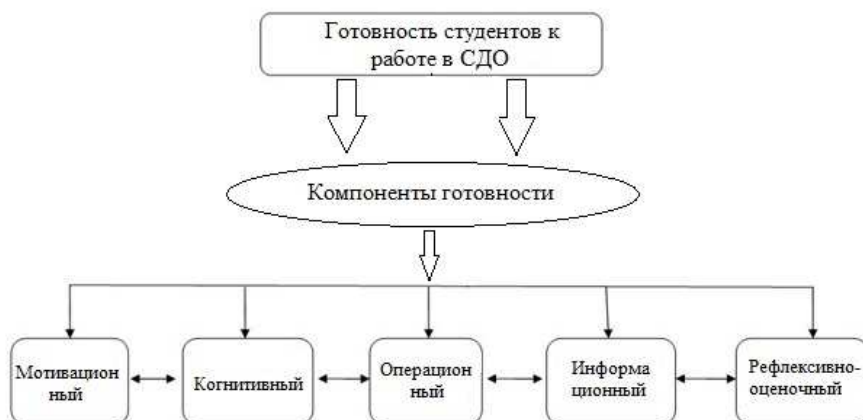 Готовность студентов к
работе в СДО
Компоненты готовности
Мотивацион
ный
Когнитивный
Операцион
ный
Информа
ционный
Рефлексивно-
оценочный